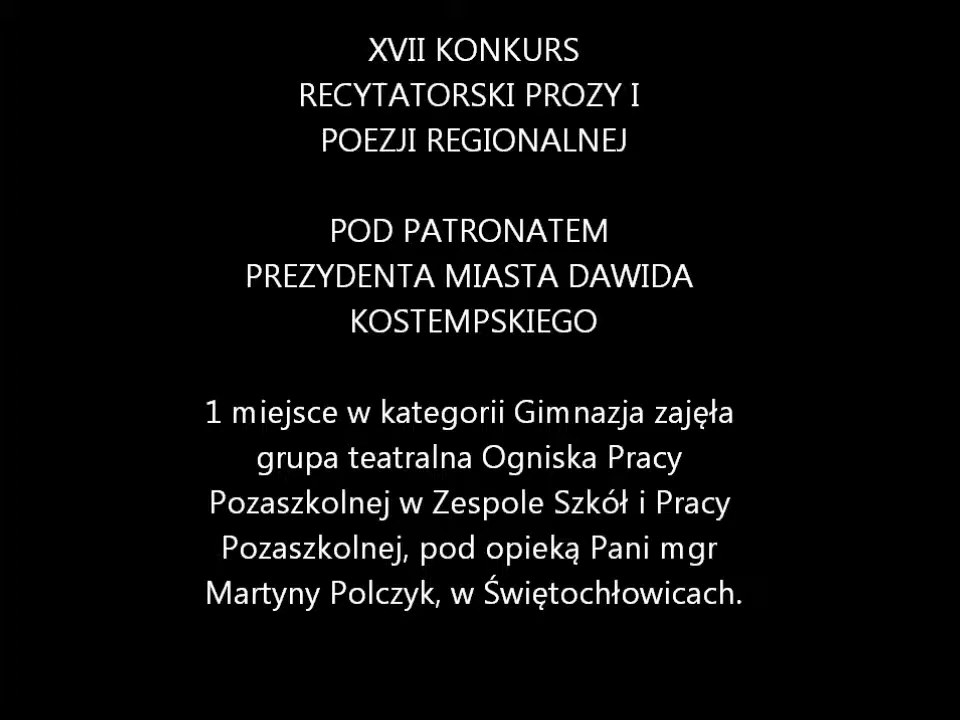 XVII KONKURS
RECYTATORSKI PROZY I
POEZJI REGIONALNEJ
POD PATRONATEM
PREZYDENTA MIASTA DAWIDA
KOSTEMPSKIEGO
1 miejsce w kategorii Gimnazja zajęła
grupa teatralna Ogniska Pracy
Pozaszkolnej w Zespole Szkół i Pracy
Pozaszkolnej, pod opieką Pani mgr
Martyny Polczyk, w Świętochłowicach.